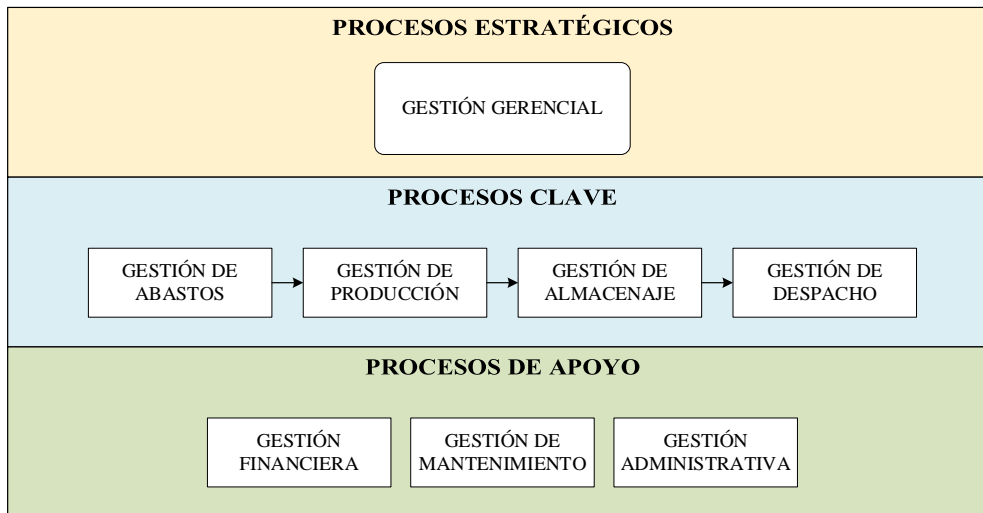 PROCESOS ESTRATÉGICOS
GESTIÓN GERENCIAL
PROCESOS CLAVE
GESTIÓN DE
ABASTOS
GESTIÓN DE
PRODUCCIÓN
GESTIÓN DE
ALMACENAJE
GESTIÓN DE
DESPACHO
PROCESOS DE APOYO
GESTIÓN
FINANCIERA
GESTIÓN DE
MANTENIMIENTO
GESTIÓN
ADMINISTRATIVA